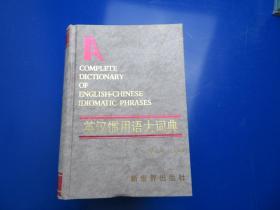 A
COMPLETE
DICTIONARY
OF
ENGLISH-CHINESE
IDIOMATIC PHRASES
英汉惯用语大词典
新世界出版社